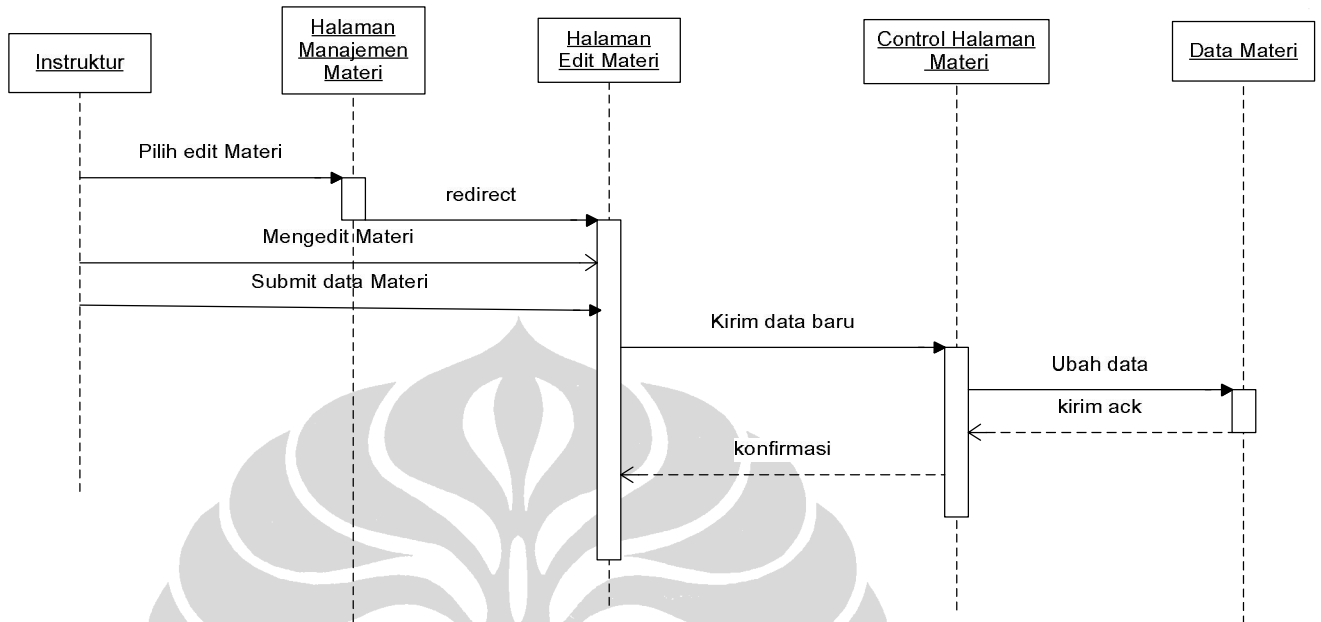 Instruktur
Halaman
Manajemen
Materi
Halaman
Edit Materi
Control Halaman
Materi
Data Materi
Pilih edit Materi
redirect
Mengedit Materi
Submit data Materi
Kirim data baru
Ubah data
kirim ack
konfirmasi